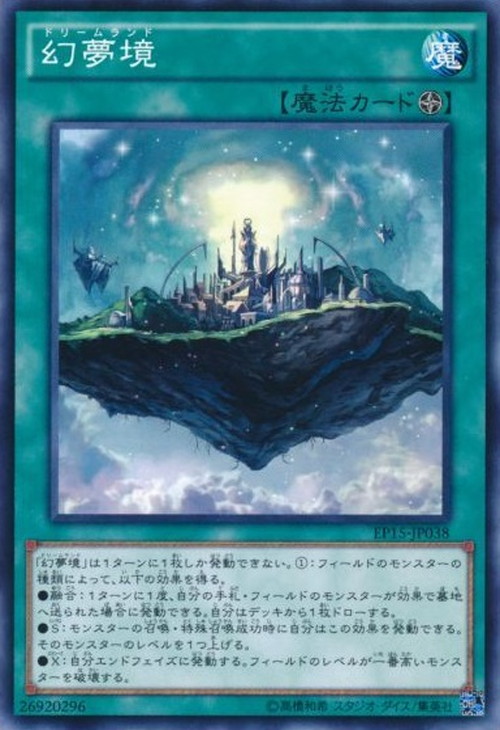 ドリームランド
幻夢境
魔
【魔法カード】
EP15-JP038
「幻夢境」は1ターンに1枚しか発動できない。①：フィールドのモンスターの
種類によって、以下の効果を得る。
●融合：1ターンに1度、自分の手札・フィールドのモンスターが効果で墓地
へ送られた場合に発動できる。自分はデッキから1枚ドローする。
●S：モンスターの召喚・特殊召喚成功時に自分はこの効果を発動できる。
そのモンスターのレベルを1つ上げる。
●X：自分エンドフェイズに発動する。フィールドのレベルが一番高いモンス
ターを破壊する。
26920296
©高橋和希 スタジオ・ダイス/集英社